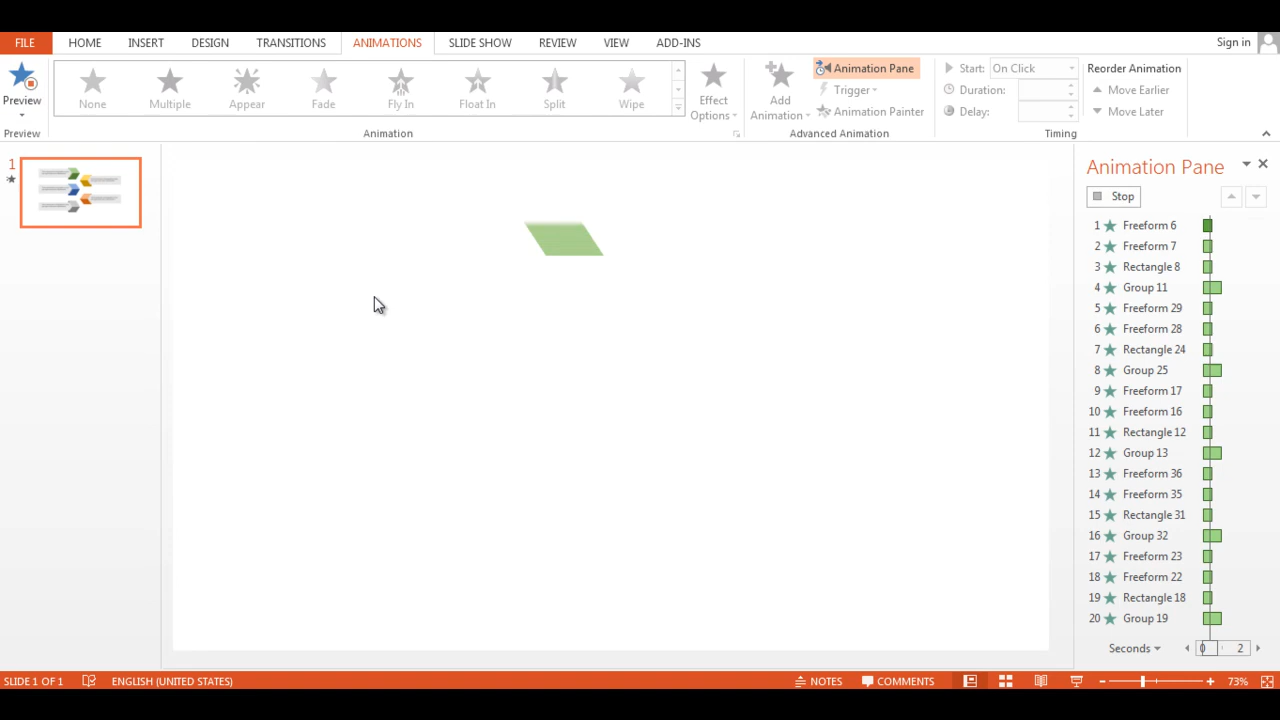 FILE HOME INSERT DESIGN TRANSITIONS ANIMATIONS SLIDE SHOW REVIEW VIEW ADD-INS Sign in
Preview
None Multiple Appear Fade Fly In Float In Split Wipe
Effect Options
Add Animation
Animation Pane
Trigger
Animation Painter
Start: On Click
Duration:
Delay:
Reorder Animation
Move Earlier
Move Later
Preview Animation Advanced Animation Timing
1
Animation Pane
Stop
1 Freeform 6
2 Freeform 7
3 Rectangle 8
4 Group 11
5 Freeform 29
6 Freeform 28
7 Rectangle 24
8 Group 25
9 Freeform 17
10 Freeform 16
11 Rectangle 12
12 Group 13
13 Freeform 36
14 Freeform 35
15 Rectangle 31
16 Group 32
17 Freeform 23
18 Freeform 22
19 Rectangle 18
20 Group 19
Seconds 0 2
SLIDE 1 OF 1 ENGLISH (UNITED STATES) NOTES COMMENTS 73%